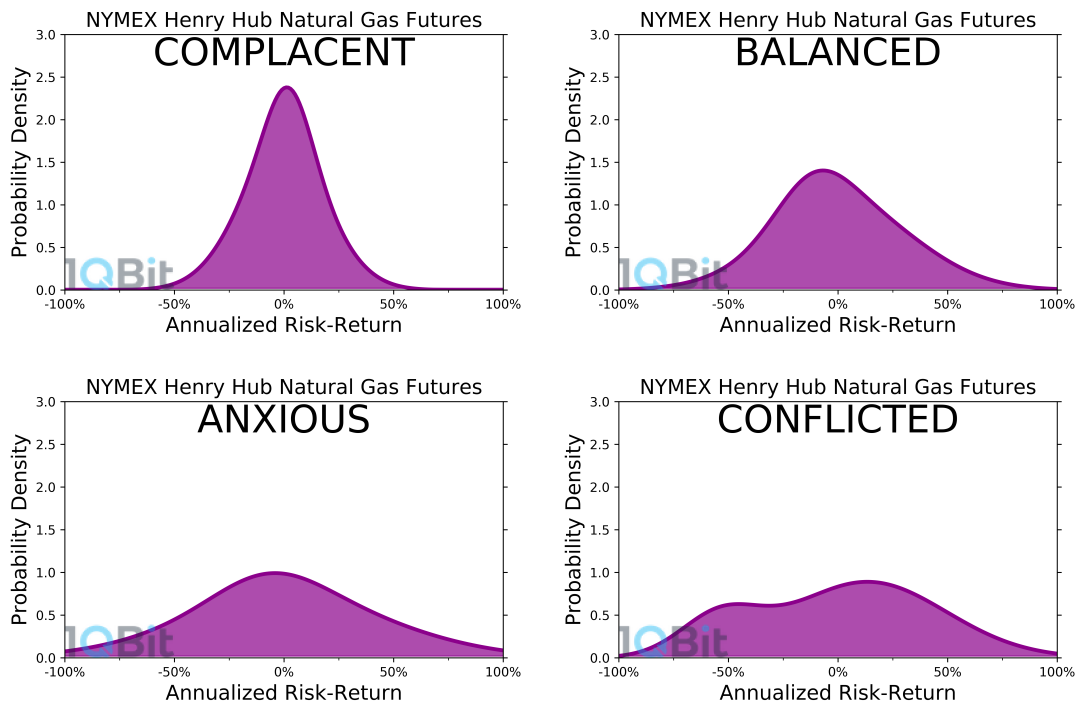 NYMEX Henry Hub Natural Gas Futures
COMPLACENT
Probability Density
3.0
2.5
2.0
1.5
1.0
0.5
0.0
1QBit
-100%
-50%
0%
50%
100%
Annualized Risk-Return
NYMEX Henry Hub Natural Gas Futures
BALANCED
Probability Density
3.0
2.5
2.0
1.5
1.0
0.5
0.0
1QBit
-100%
-50%
0%
50%
100%
Annualized Risk-Return
NYMEX Henry Hub Natural Gas Futures
ANXIOUS
Probability Density
3.0
2.5
2.0
1.5
1.0
0.5
0.0
1QBit
-100%
-50%
0%
50%
100%
Annualized Risk-Return
NYMEX Henry Hub Natural Gas Futures
CONFLICTED
Probability Density
3.0
2.5
2.0
1.5
1.0
0.5
0.0
1QBit
-100%
-50%
0%
50%
100%
Annualized Risk-Return